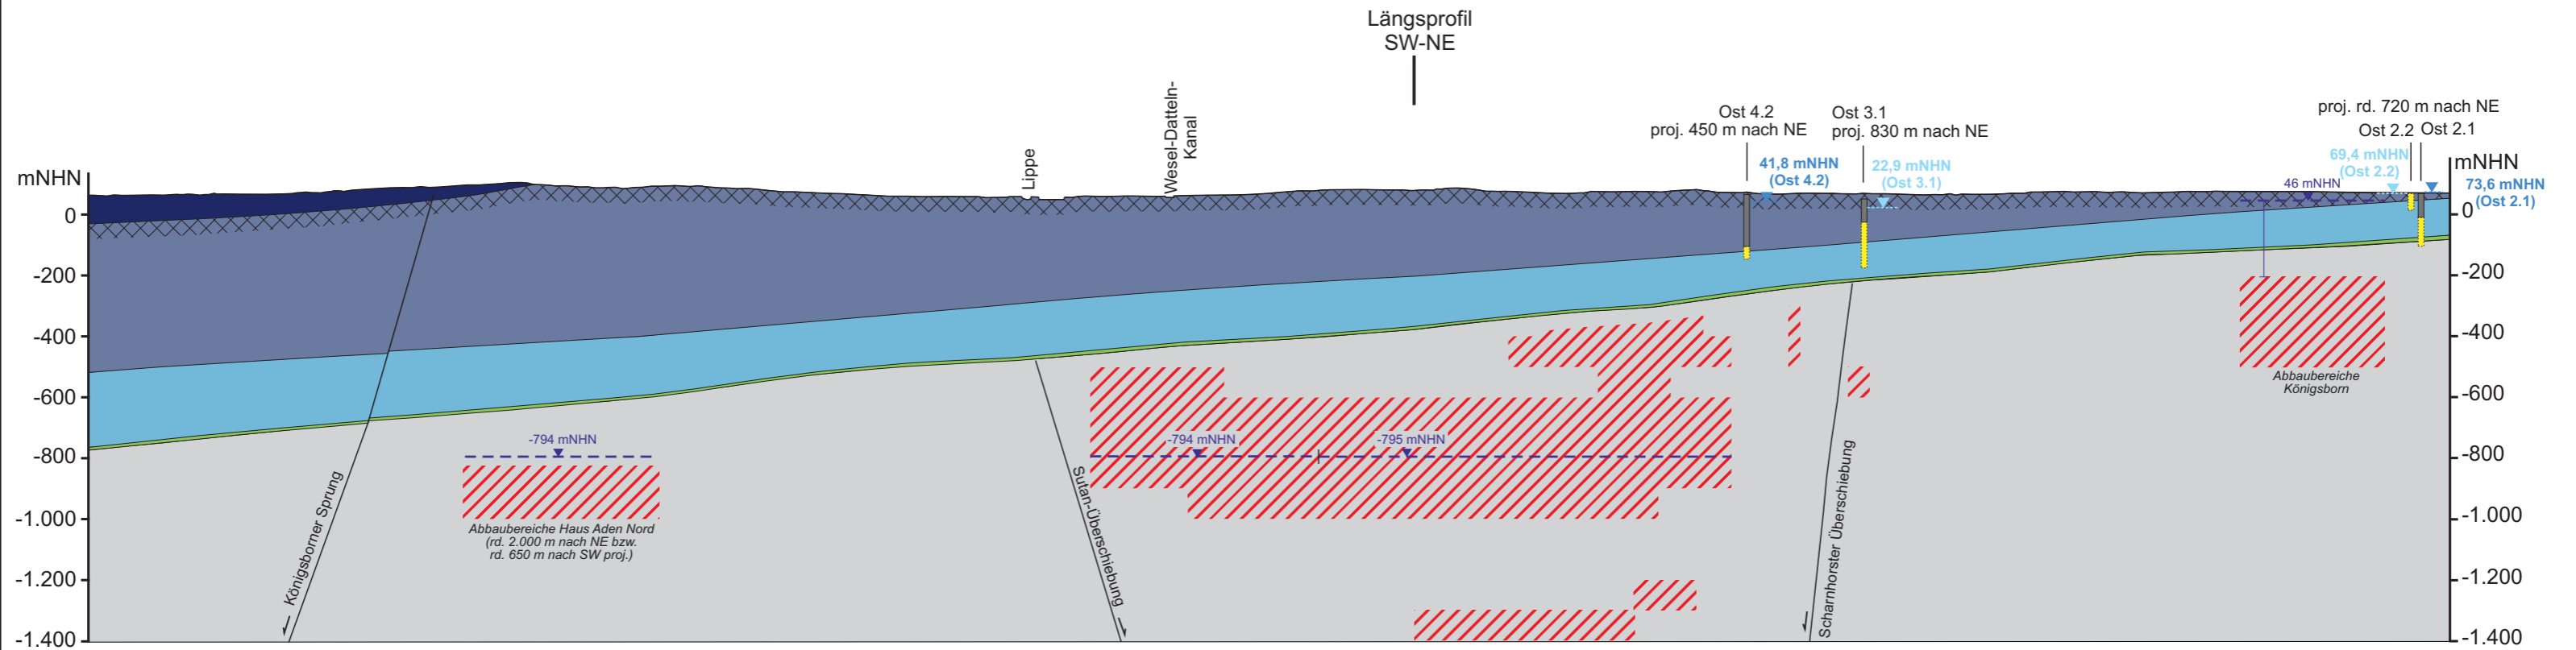 Längsprofil
SW-NE
Lippe
Wesel-Datteln-
Kanal
Ost 4.2
proj. 450 m nach NE
Ost 3.1
proj. 830 m nach NE
proj. rd. 720 m nach NE
Ost 2.2
Ost 2.1
41,8 mNHN
(Ost 4.2)
22,9 mNHN
(Ost 3.1)
69,4 mNHN
(Ost 2.2)
46 mNHN
73,6 mNHN
(Ost 2.1)
mNHN
0
-200
-400
-600
-800
-1.000
-1.200
-1.400
mNHN
0
-200
-400
-600
-800
-1.000
-1.200
-1.400
Königsborner Sprung
-794 mNHN
Abbaubereiche Haus Aden Nord
(rd. 2.000 m nach NE bzw.
rd. 650 m nach SW proj.)
Sutan-Überschiebung
-794 mNHN
-795 mNHN
Scharnhorster Überschiebung
Abbaubereiche
Königsborn